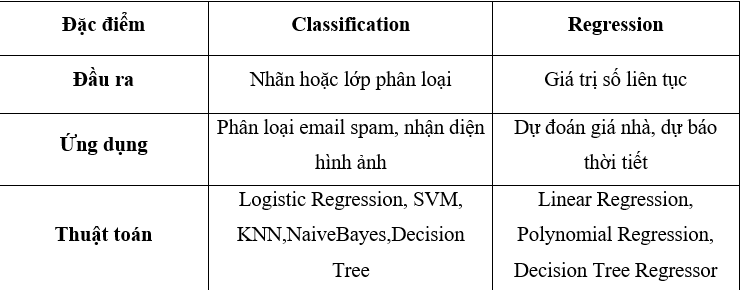 Đặc điểm
Classification
Regression
Đầu ra
Nhãn hoặc lớp phân loại
Giá trị số liên tục
Ứng dụng
Phân loại email spam, nhận diện
hình ảnh
Dự đoán giá nhà, dự báo
thời tiết
Thuật toán
Logistic Regression, SVM,
KNN,NaiveBayes,Decision
Tree
Linear Regression,
Polynomial Regression,
Decision Tree Regressor